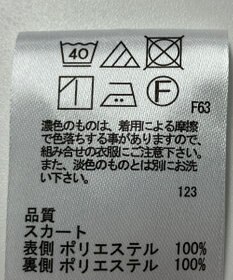 40
F F63
濃色のものは、着用による摩擦
で色落ちする事がありますので、
組み合せの衣服にご注意下さい。
また、淡色のものとは別にお洗
い下さい。
123
品質
スカート
表側 ポリエステル 100%
裏側 ポリエステル 100%